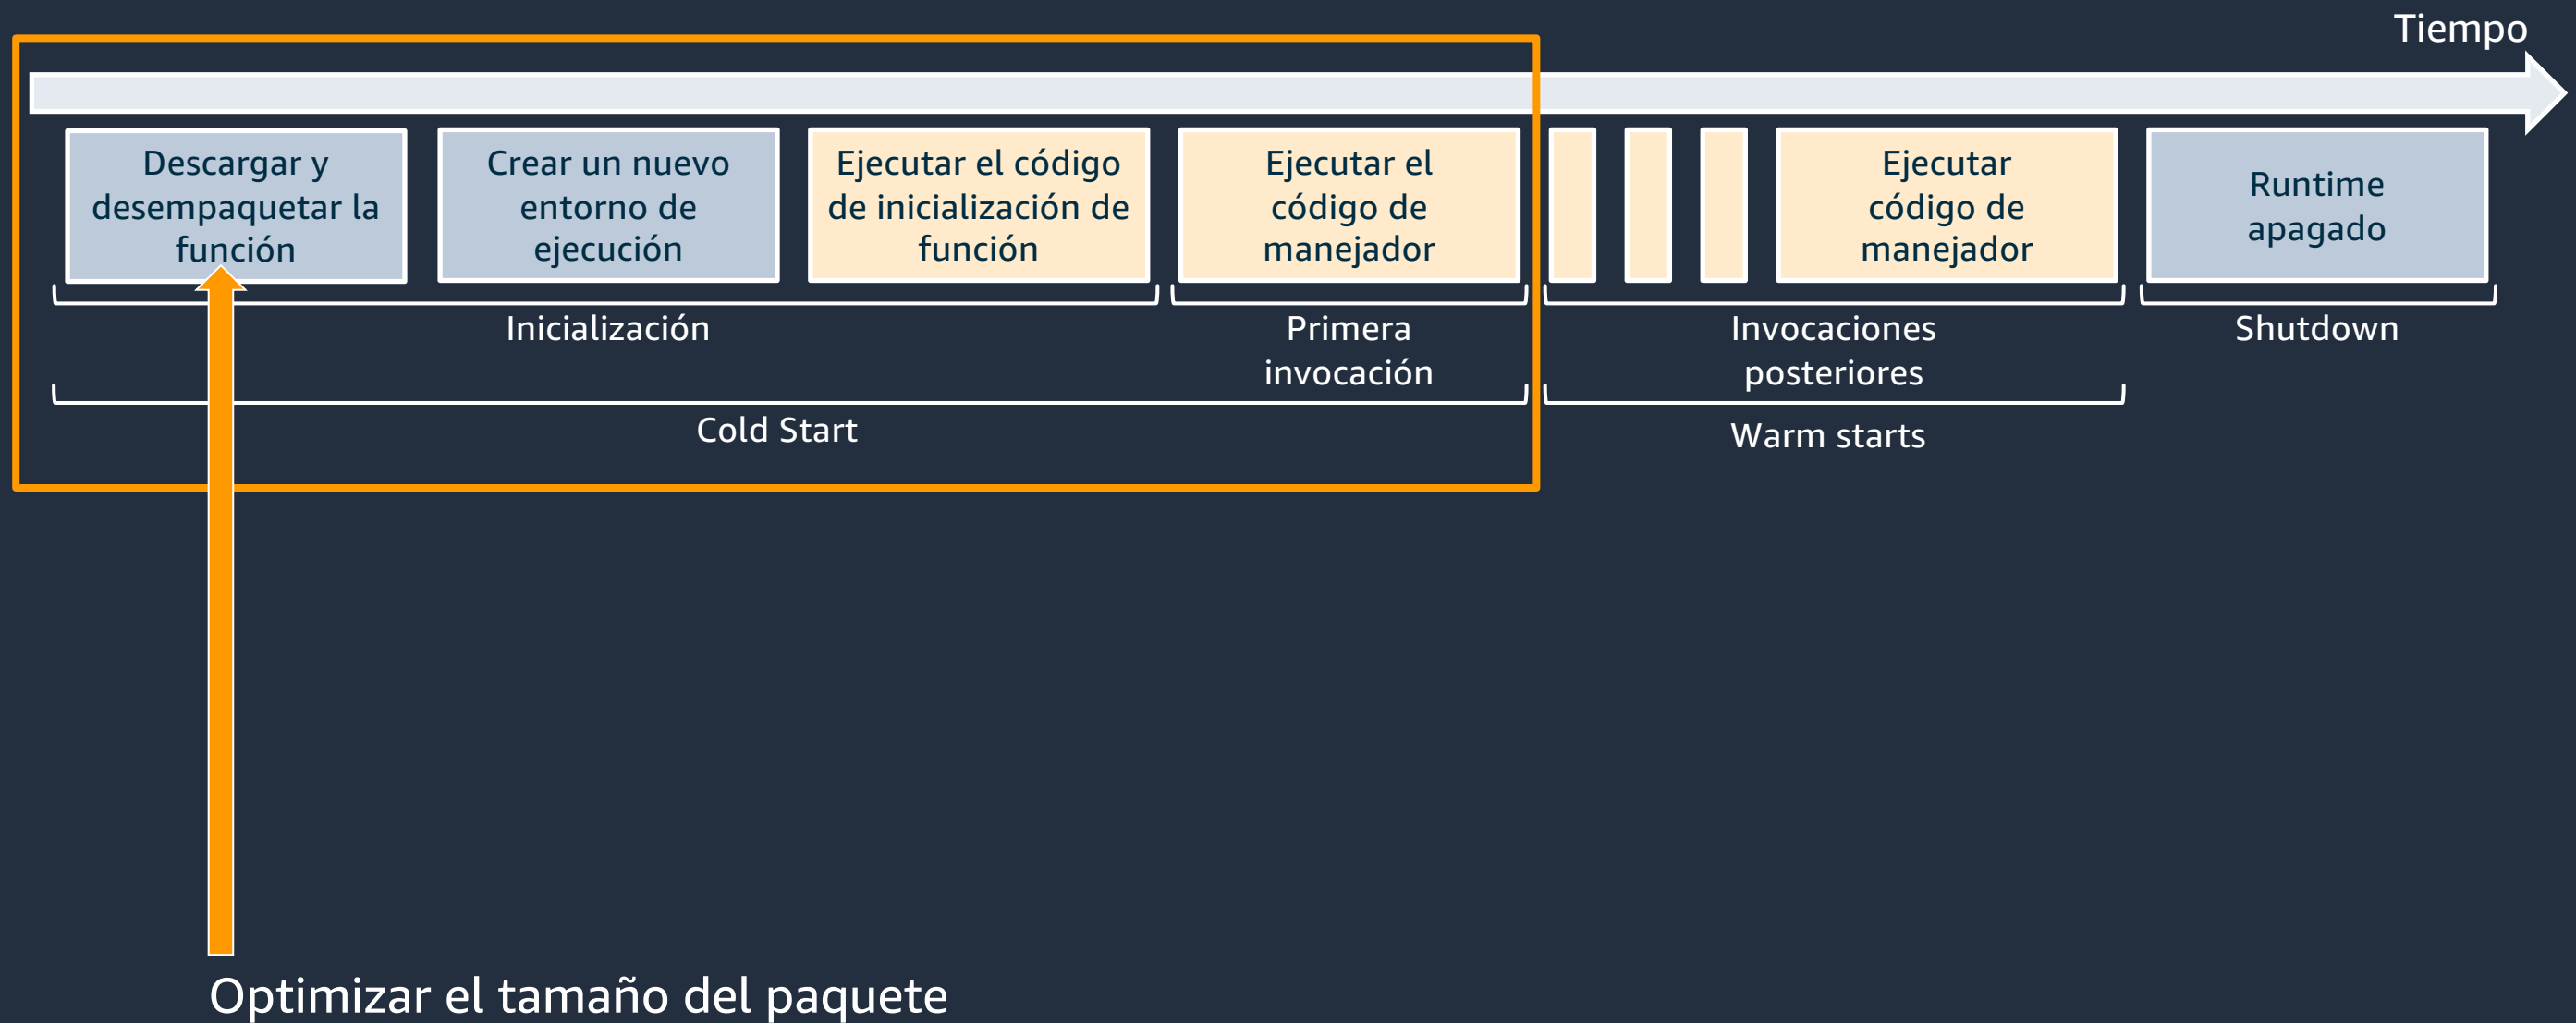 Tiempo
Descargar y
desempaquetar la
función
Crear un nuevo
entorno de
ejecución
Ejecutar el código
de inicialización de
función
Ejecutar el
código de
manejador
Ejecutar
código de
manejador
Runtime
apagado
Inicialización
Primera
invocación
Invocaciones
posteriores
Shutdown
Cold Start
Warm starts
Optimizar el tamaño del paquete